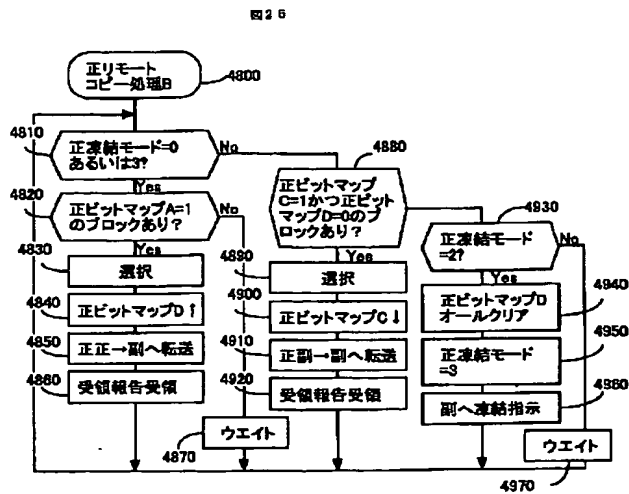 図26
正リモート
コピー処理B
4800
4810
正凍結モード=0
あるいは3?
No
Yes
4820
正ビットマップA=1
のブロックあり?
No
Yes
4830
選択
4840
正ビットマップD↑
4850
正正→副へ転送
4860
受領報告受領
ウエイト
4870
4880
正ビットマップ
C=1かつ正ビット
マップD=0のブ
ロックあり?
Yes
4890
選択
4900
正ビットマップC↓
4910
正副→副へ転送
4920
受領報告受領
4930
正凍結モード
=2?
No
Yes
正ビットマップD
オールクリア
4940
正凍結モード
=3
4950
副へ凍結指示
4960
ウエイト
4970